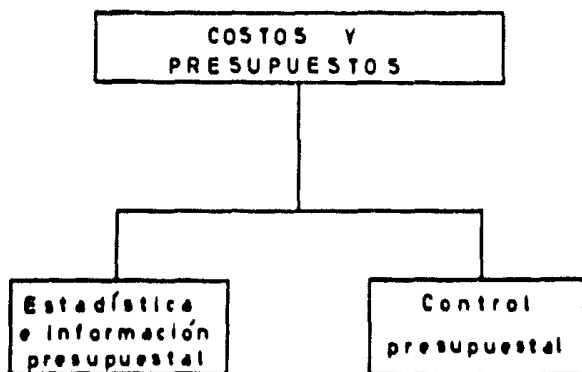 COSTOS Y
PRESUPUESTOS
Estadística
e Información
presupuestal
Control
presupuestal